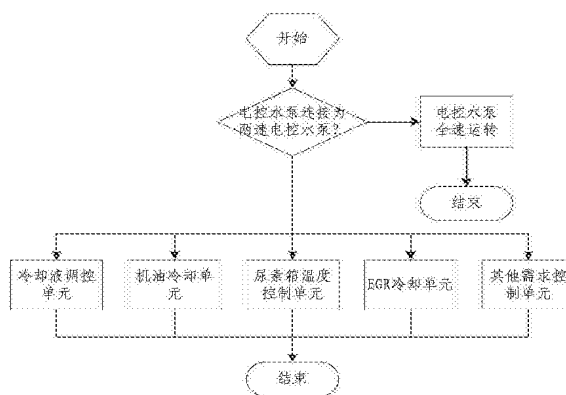 开始
电控水泵连接为
两速电控水泵？
电控水泵
全速运转
结束
冷却液调控
单元
机油冷却单
元
尿素箱温度
控制单元
EGR冷却单元
其他需求控
制单元
结束